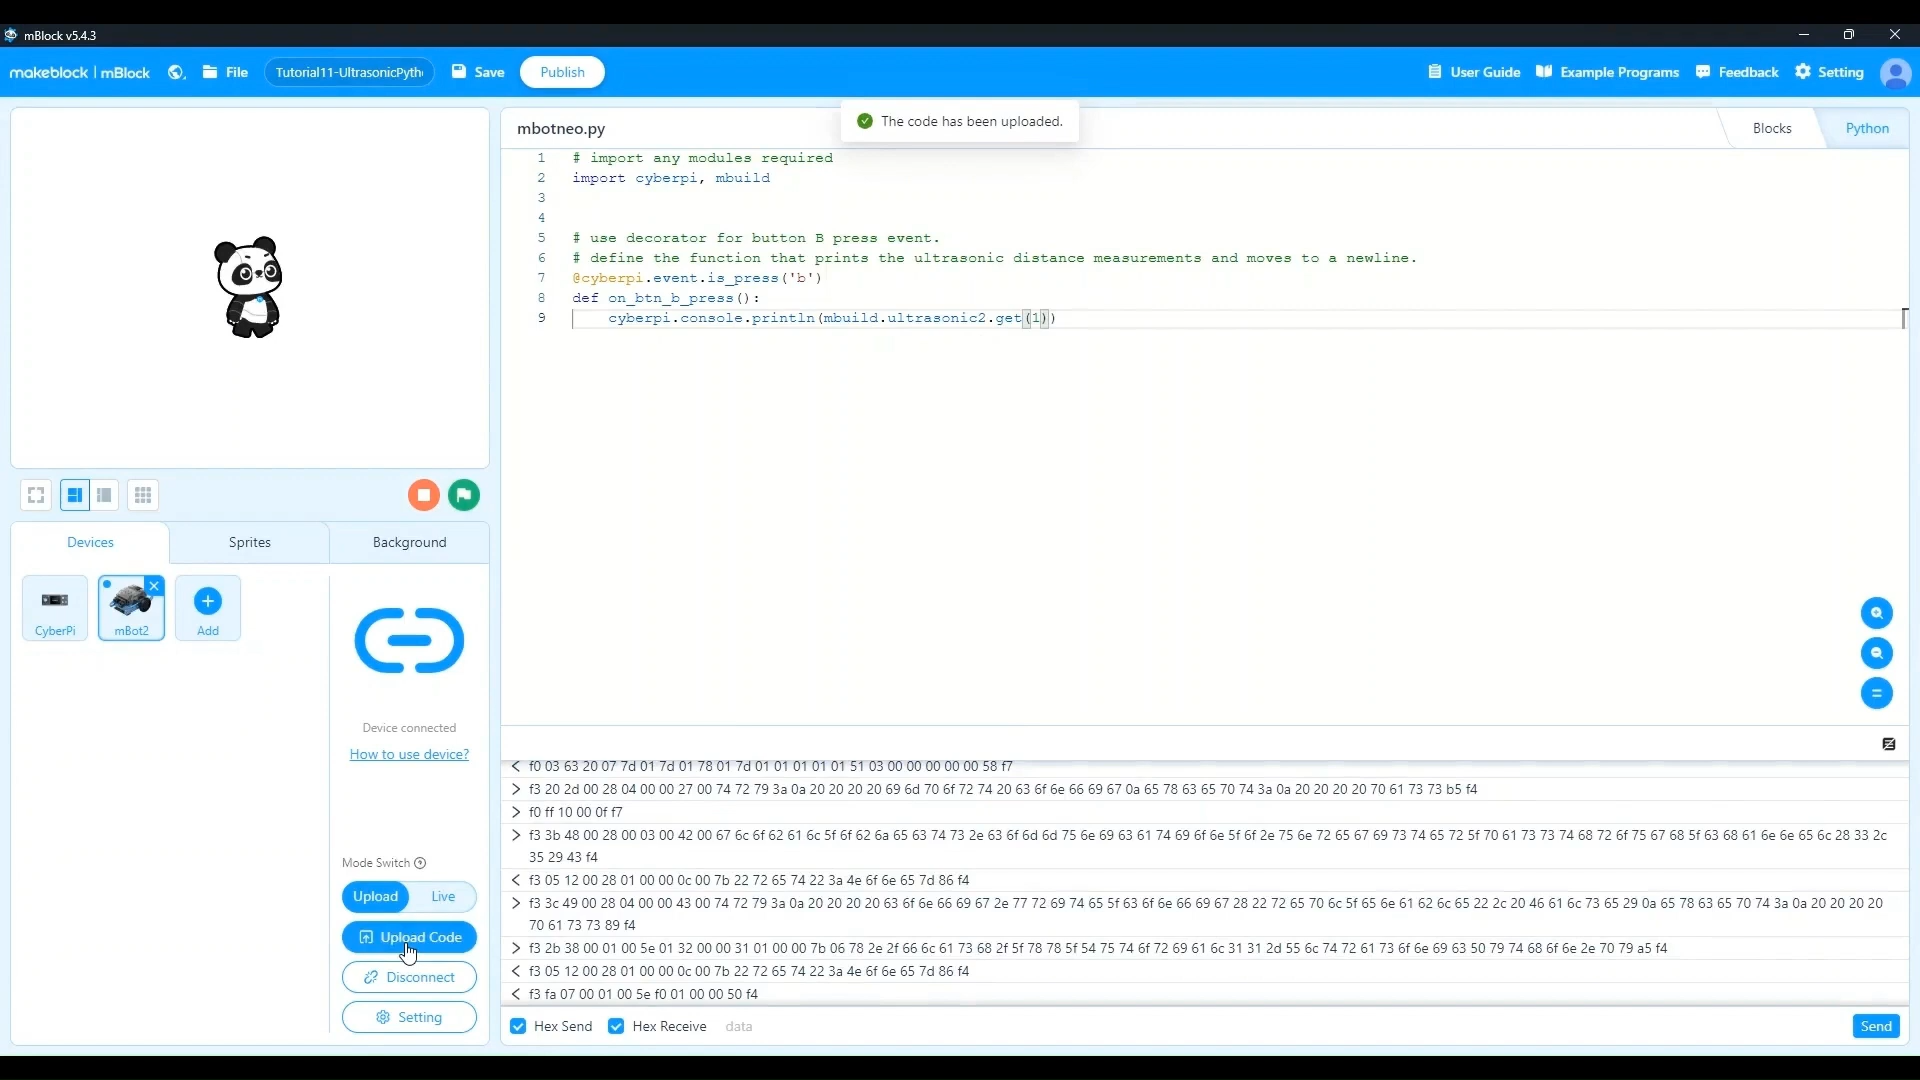 mBlock v5.4.3
makeblock | mBlock
File
Tutorial11-UltrasonicPyth
Save
Publish
User Guide
Example Programs
Feedback
Setting
The code has been uploaded.
mbotneo.py
Blocks
Python
1 # import any modules required
2 import cyberpi, mbuild
3
4
5 # use decorator for button B press event.
6 # define the function that prints the ultrasonic distance measurements and moves to a newline.
7 @cyberpi.event.is_press('b')
8 def on_btn_b_press():
9 cyberpi.console.println(mbuild.ultrasonic2.get(1))
Devices
Sprites
Background
CyberPi
mBot2
Add
Device connected
How to use device?
Mode Switch
Upload
Live
Upload Code
Disconnect
Setting
< f0 03 63 20 07 7d 01 7d 01 78 01 7d 01 01 01 01 01 51 03 00 00 00 00 00 58 f7
> f3 20 2d 00 28 04 00 00 27 00 74 72 79 3a 0a 20 20 20 20 69 6d 70 6f 72 74 20 63 6f 6e 66 69 67 0a 65 78 63 65 70 74 3a 0a 20 20 20 20 70 61 73 73 b5 f4
> f0 ff 10 00 0f f7
> f3 3b 48 00 28 00 03 00 42 00 67 6c 6f 62 61 6c 5f 6f 62 6a 65 63 74 73 2e 63 6f 6d 6d 75 6e 69 63 61 74 69 6f 6e 5f 6f 2e 75 6e 72 65 67 69 73 74 65 72 5f 70 61 73 73 74 68 72 6f 75 67 68 5f 63 68 61 6e 6e 65 6c 28 33 2c
35 29 43 f4
< f3 05 12 00 28 01 00 00 0c 00 7b 22 72 65 74 22 3a 4e 6f 6e 65 7d 86 f4
> f3 3c 49 00 28 04 00 00 43 00 74 72 79 3a 0a 20 20 20 20 63 6f 6e 66 69 67 2e 77 72 69 74 65 5f 63 6f 6e 66 69 67 28 22 72 65 70 6c 5f 65 6e 61 62 6c 65 22 2c 20 46 61 6c 73 65 29 0a 65 78 63 65 70 74 3a 0a 20 20 20 20
70 61 73 73 89 f4
> f3 2b 38 00 01 00 5e 01 32 00 00 31 01 00 00 7b 06 78 2e 2f 66 6c 61 73 68 2f 5f 78 78 5f 54 75 74 6f 72 69 61 6c 31 31 2d 55 6c 74 72 61 73 6f 6e 69 63 50 79 74 68 6f 6e 2e 70 79 a5 f4
< f3 05 12 00 28 01 00 00 0c 00 7b 22 72 65 74 22 3a 4e 6f 6e 65 7d 86 f4
< f3 fa 07 00 01 00 5e f0 01 00 00 50 f4
Hex Send
Hex Receive
data
Send